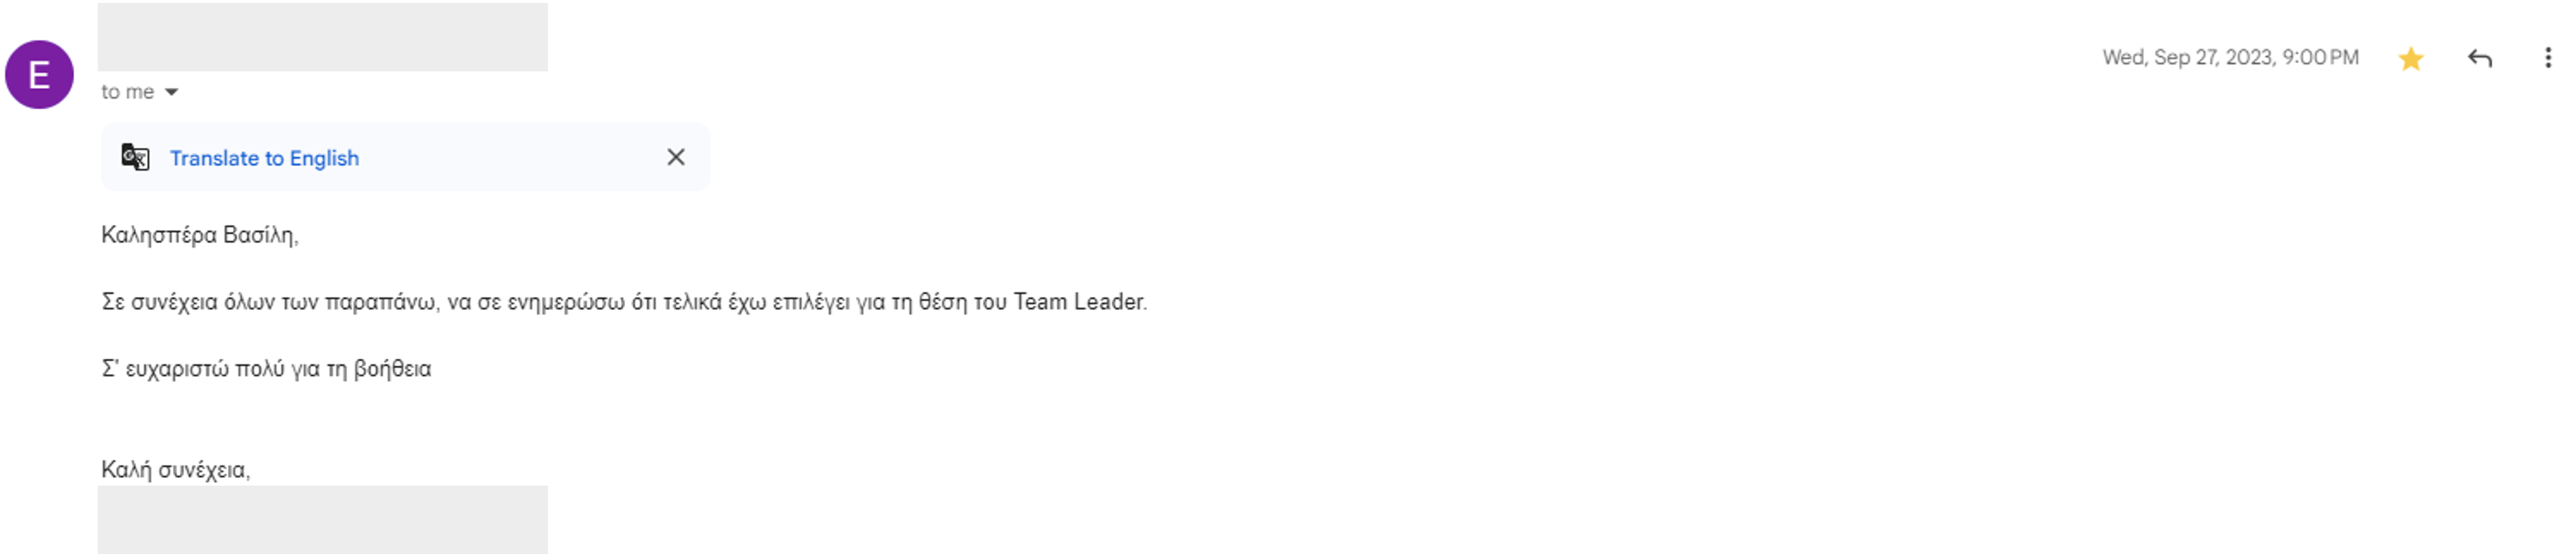 E
Wed, Sep 27, 2023, 9:00 PM
to me
Translate to English
Καλησπέρα Βασίλη,
Σε συνέχεια όλων των παραπάνω, να σε ενημερώσω ότι τελικά έχω επιλέγει για τη θέση του Team Leader.
Σ' ευχαριστώ πολύ για τη βοήθεια
Καλή συνέχεια,